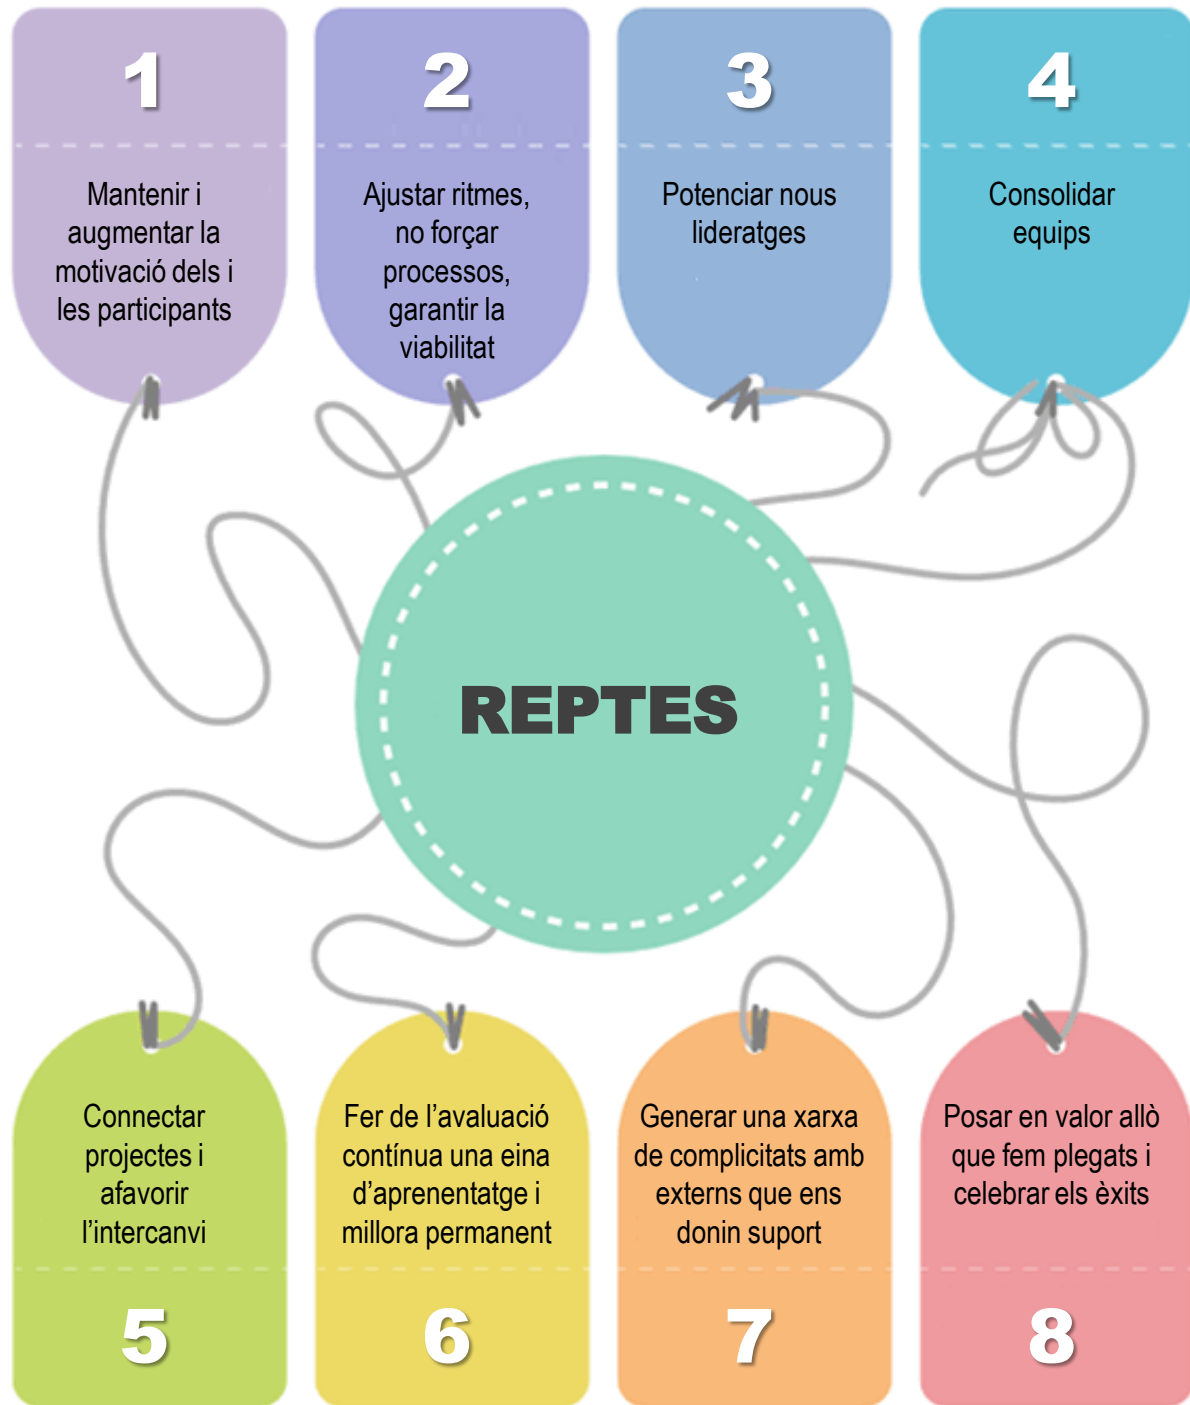 1
Mantenir i
augmentar la
motivació dels i
les participants
2
Ajustar ritmes,
no forçar
processos,
garantir la
viabilitat
3
Potenciar nous
lideratges
4
Consolidar
equips
REPTES
Connectar
projectes i
afavorir
l’intercanvi
5
Fer de l’avaluació
contínua una eina
d’aprenentatge i
millora permanent
6
Generar una xarxa
de complicitats amb
externs que ens
donin suport
7
Posar en valor allò
que fem plegats i
celebrar els èxits
8